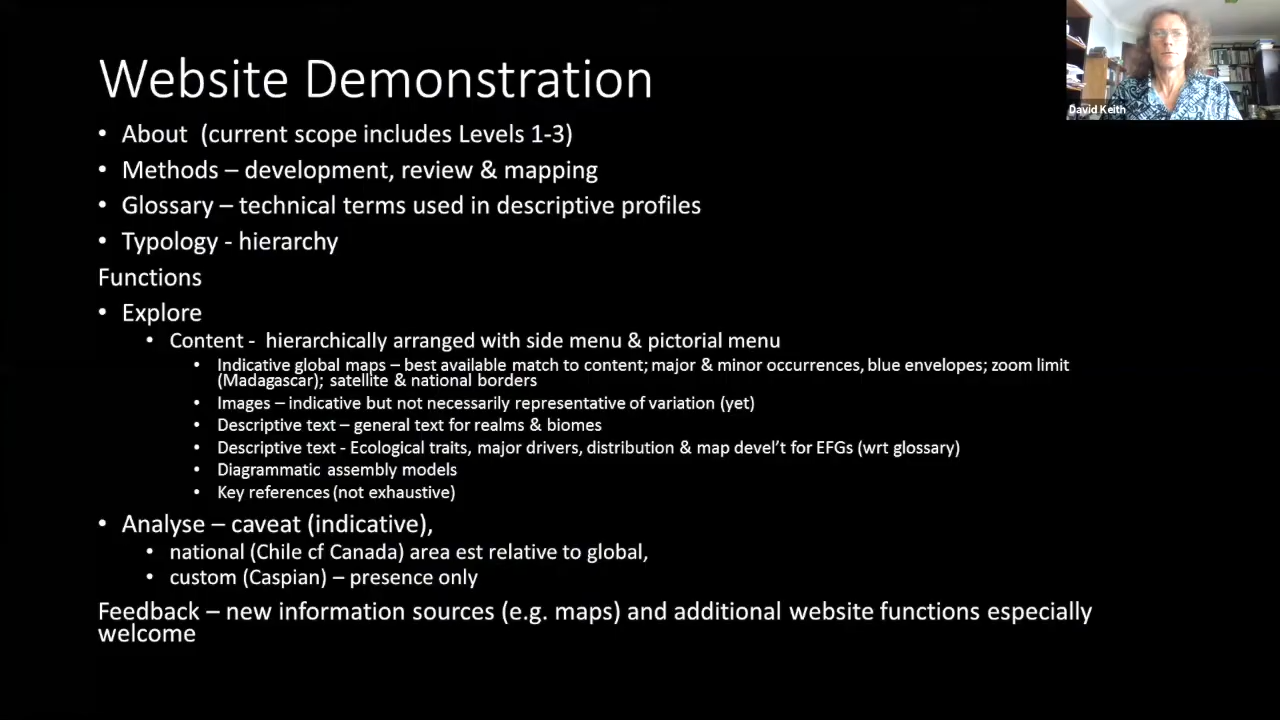 Website Demonstration
• About (current scope includes Levels 1-3)
• Methods – development, review & mapping
• Glossary – technical terms used in descriptive profiles
• Typology - hierarchy
Functions
• Explore
• Content - hierarchically arranged with side menu & pictorial menu
• Indicative global maps – best available match to content; major & minor occurrences, blue envelopes; zoom limit
(Madagascar); satellite & national borders
• Images – indicative but not necessarily representative of variation (yet)
• Descriptive text – general text for realms & biomes
• Descriptive text - Ecological traits, major drivers, distribution & map devel’t for EFGs (wrt glossary)
• Diagrammatic assembly models
• Key references (not exhaustive)
• Analyse – caveat (indicative),
• national (Chile cf Canada) area est relative to global,
• custom (Caspian) – presence only
Feedback – new information sources (e.g. maps) and additional website functions especially
welcome
David Keith